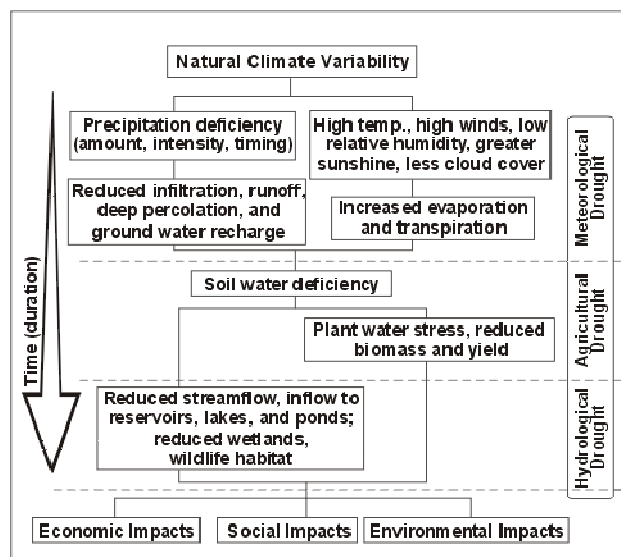 Natural Climate Variability
Precipitation deficiency
(amount, intensity, timing)
High temp., high winds, low
relative humidity, greater
sunshine, less cloud cover
Reduced infiltration, runoff,
deep percolation, and
ground water recharge
Increased evaporation
and transpiration
Meteorological
Drought
Time (duration)
Soil water deficiency
Plant water stress, reduced
biomass and yield
Agricultural
Drought
Reduced streamflow, inflow to
reservoirs, lakes, and ponds;
reduced wetlands,
wildlife habitat
Hydrological
Drought
Economic Impacts
Social Impacts
Environmental Impacts